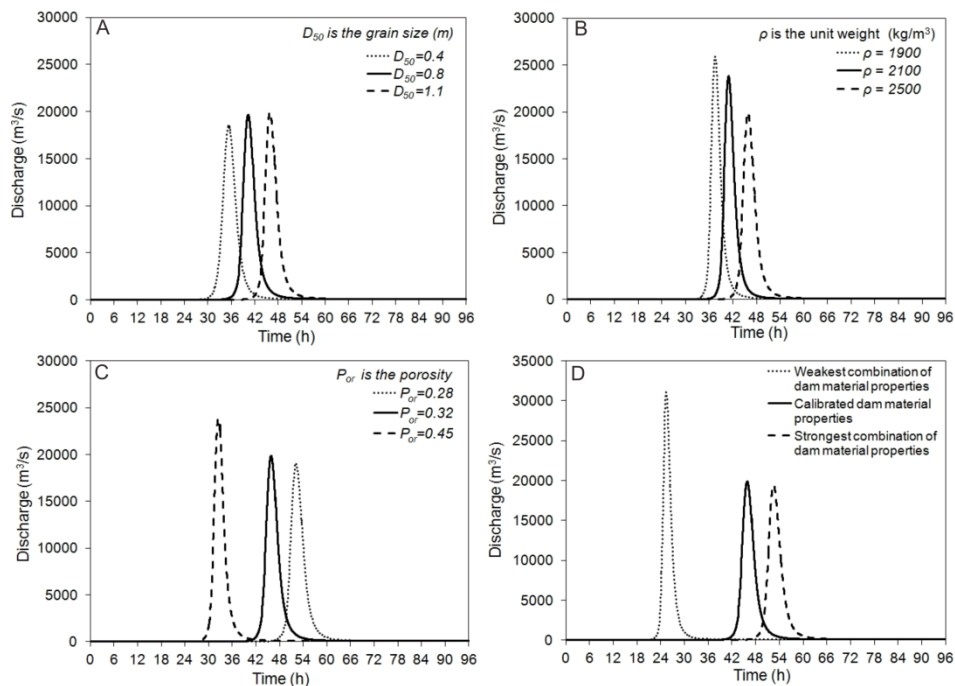 A
D50 is the grain size (m)
D50=0.4
D50=0.8
D50=1.1
30000
25000
20000
15000
10000
5000
0
Discharge (m³/s)
0 6 12 18 24 30 36 42 48 54 60 66 72 78 84 90 96
Time (h)
B
ρ is the unit weight (kg/m³)
ρ = 1900
ρ = 2100
ρ = 2500
30000
25000
20000
15000
10000
5000
0
Discharge (m³/s)
0 6 12 18 24 30 36 42 48 54 60 66 72 78 84 90 96
Time (h)
C
Por is the porosity
Por=0.28
Por=0.32
Por=0.45
30000
25000
20000
15000
10000
5000
0
Discharge (m³/s)
0 6 12 18 24 30 36 42 48 54 60 66 72 78 84 90 96
Time (h)
D
Weakest combination of
dam material properties
Calibrated dam material
properties
Strongest combination of
dam material properties
35000
30000
25000
20000
15000
10000
5000
0
Discharge (m³/s)
0 6 12 18 24 30 36 42 48 54 60 66 72 78 84 90 96
Time (h)